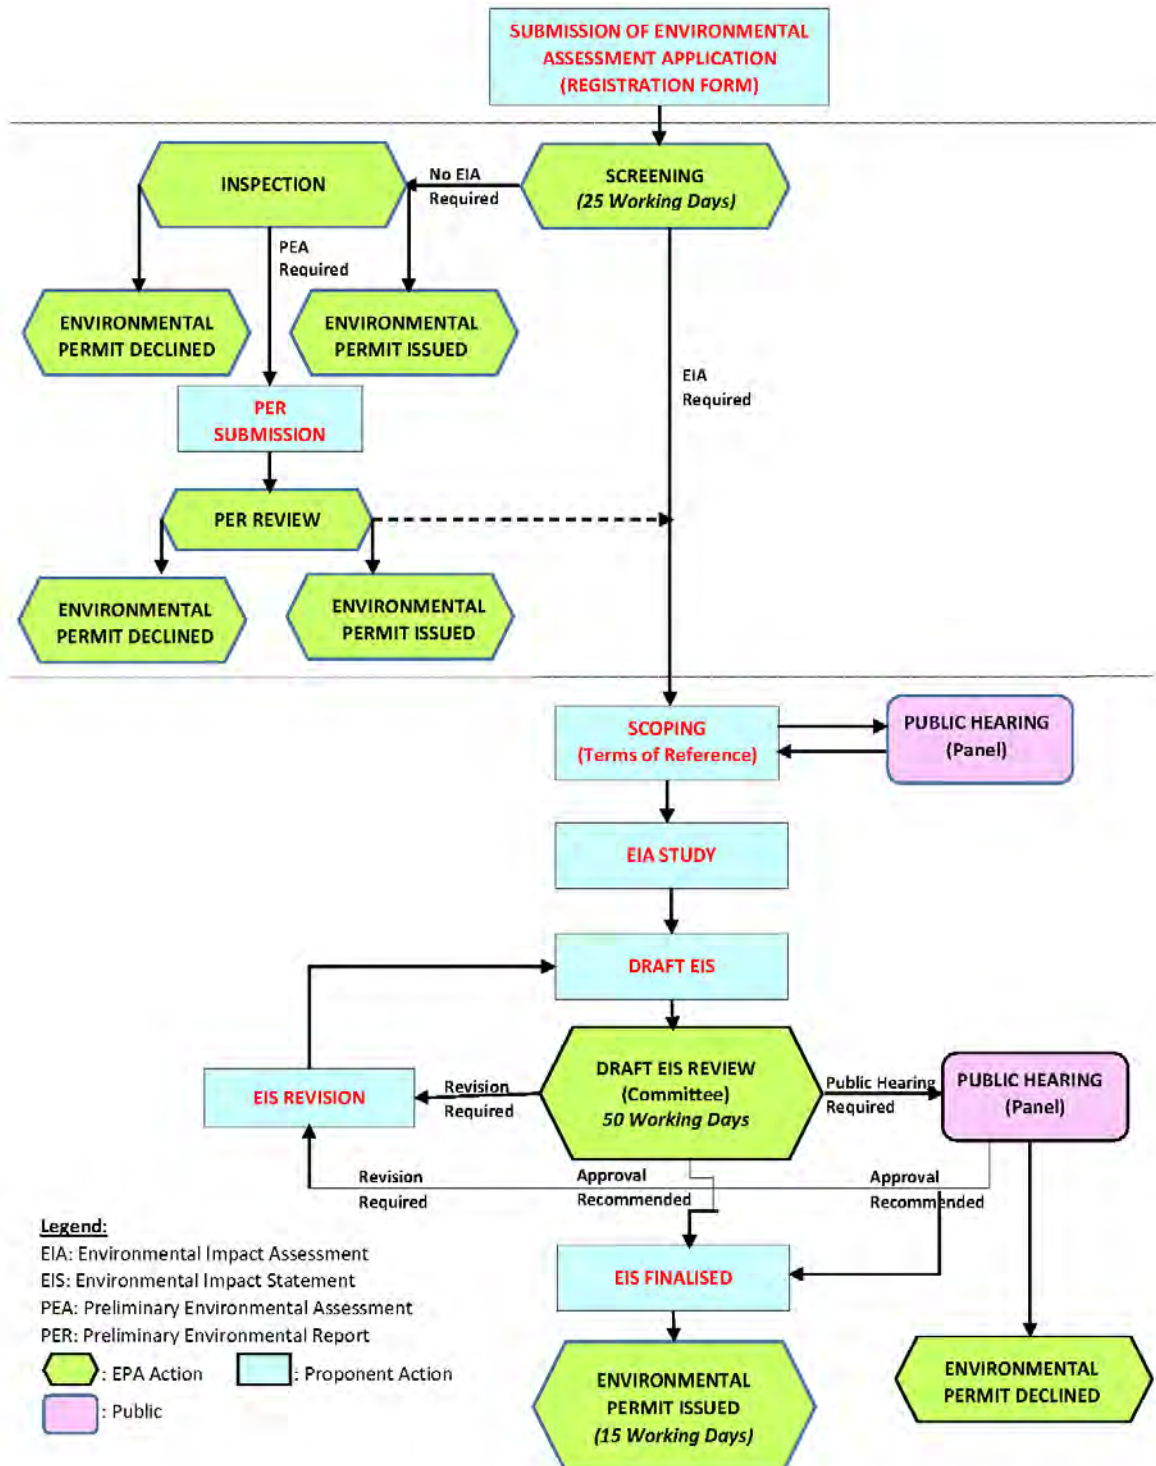 SUBMISSION OF ENVIRONMENTAL
ASSESSMENT APPLICATION
(REGISTRATION FORM)
SCREENING
(25 Working Days)
No EIA
Required
INSPECTION
PEA
Required
ENVIRONMENTAL
PERMIT DECLINED
ENVIRONMENTAL
PERMIT ISSUED
EIA
Required
PER
SUBMISSION
PER REVIEW
ENVIRONMENTAL
PERMIT DECLINED
ENVIRONMENTAL
PERMIT ISSUED
SCOPING
(Terms of Reference)
PUBLIC HEARING
(Panel)
EIA STUDY
DRAFT EIS
DRAFT EIS REVIEW
(Committee)
50 Working Days
Revision
Required
EIS REVISION
Public Hearing
Required
PUBLIC HEARING
(Panel)
Revision
Required
Approval
Recommended
Approval
Recommended
EIS FINALISED
ENVIRONMENTAL
PERMIT ISSUED
(15 Working Days)
ENVIRONMENTAL
PERMIT DECLINED
Legend:
EIA: Environmental Impact Assessment
EIS: Environmental Impact Statement
PEA: Preliminary Environmental Assessment
PER: Preliminary Environmental Report
: EPA Action
: Proponent Action
: Public